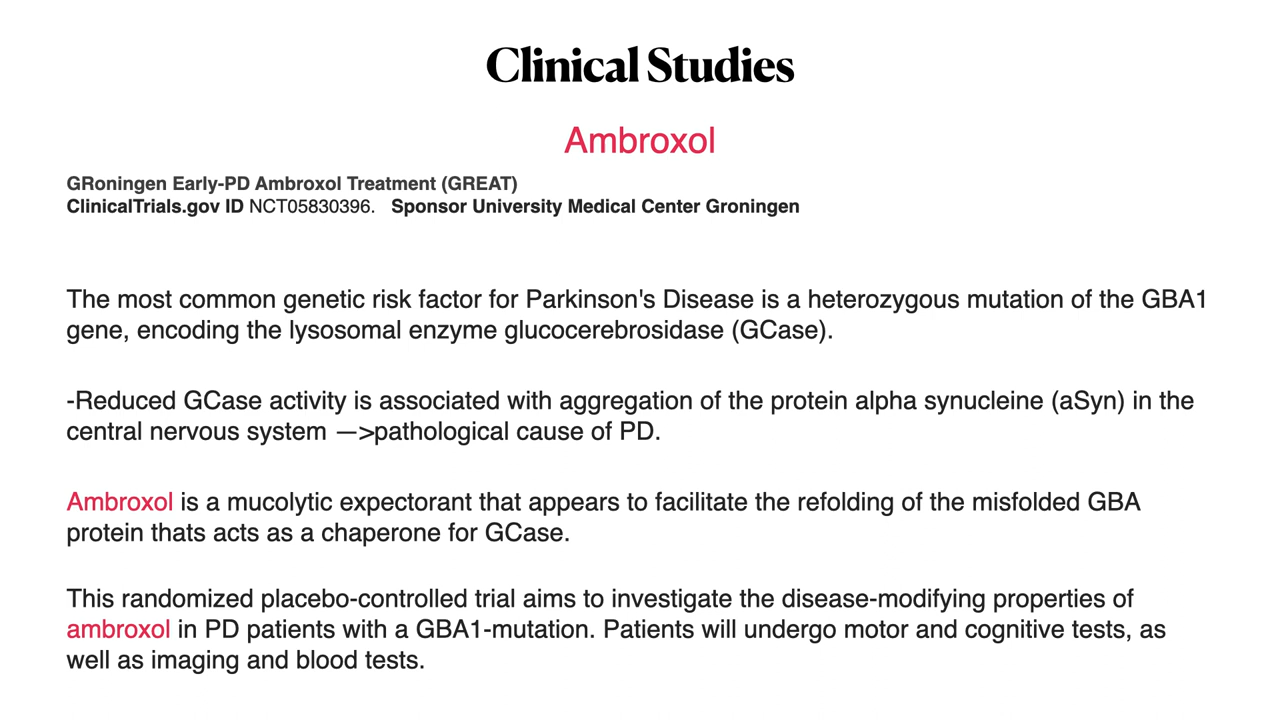 Clinical Studies
Ambroxol
GRoningen Early-PD Ambroxol Treatment (GREAT)
ClinicalTrials.gov ID NCT05830396. Sponsor University Medical Center Groningen
The most common genetic risk factor for Parkinson's Disease is a heterozygous mutation of the GBA1
gene, encoding the lysosomal enzyme glucocerebrosidase (GCase).
-Reduced GCase activity is associated with aggregation of the protein alpha synucleine (aSyn) in the
central nervous system —>pathological cause of PD.
Ambroxol is a mucolytic expectorant that appears to facilitate the refolding of the misfolded GBA
protein thats acts as a chaperone for GCase.
This randomized placebo-controlled trial aims to investigate the disease-modifying properties of
ambroxol in PD patients with a GBA1-mutation. Patients will undergo motor and cognitive tests, as
well as imaging and blood tests.